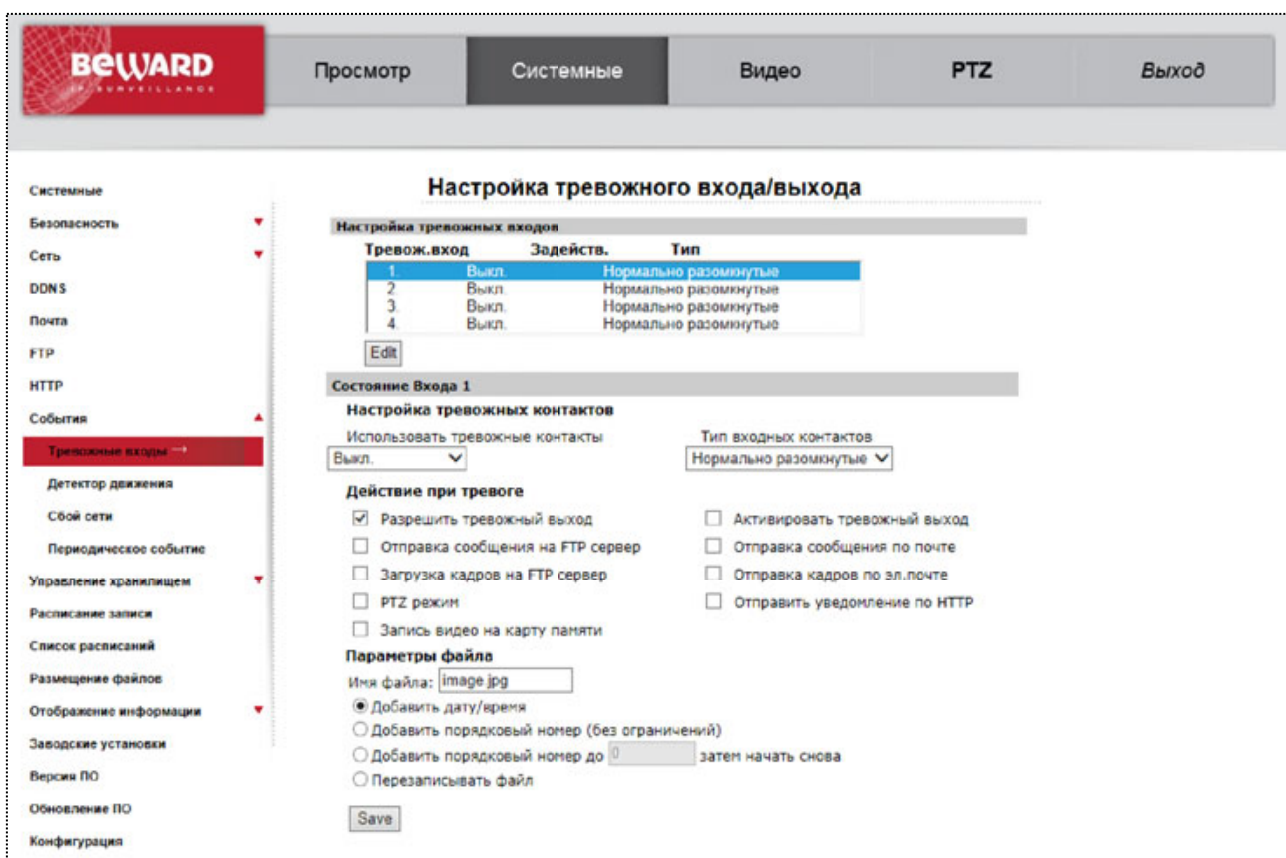 BEWARD
IP SURVEILLANCE
Просмотр Системные Видео PTZ Выход
Системные
Безопасность
Сеть
DDNS
Почта
FTP
HTTP
События
Тревожные входы →
Детектор движения
Сбой сети
Периодическое событие
Управление хранилищем
Расписание записи
Список расписаний
Размещение файлов
Отображение информации
Заводские установки
Версия ПО
Обновление ПО
Конфигурация
Настройка тревожного входа/выхода
Настройка тревожных входов
Тревож.вход Задейств. Тип
1. Выкл. Нормально разомкнутые
2. Выкл. Нормально разомкнутые
3. Выкл. Нормально разомкнутые
4. Выкл. Нормально разомкнутые
Edit
Состояние Входа 1
Настройка тревожных контактов
Использовать тревожные контакты Тип входных контактов
Выкл. Нормально разомкнутые
Действие при тревоге
Разрешить тревожный выход Активировать тревожный выход
Отправка сообщения на FTP сервер Отправка сообщения по почте
Загрузка кадров на FTP сервер Отправка кадров по эл.почте
PTZ режим Отправить уведомление по HTTP
Запись видео на карту памяти
Параметры файла
Имя файла: image.jpg
Добавить дату/время
Добавить порядковый номер (без ограничений)
Добавить порядковый номер до 0 затем начать снова
Перезаписывать файл
Save